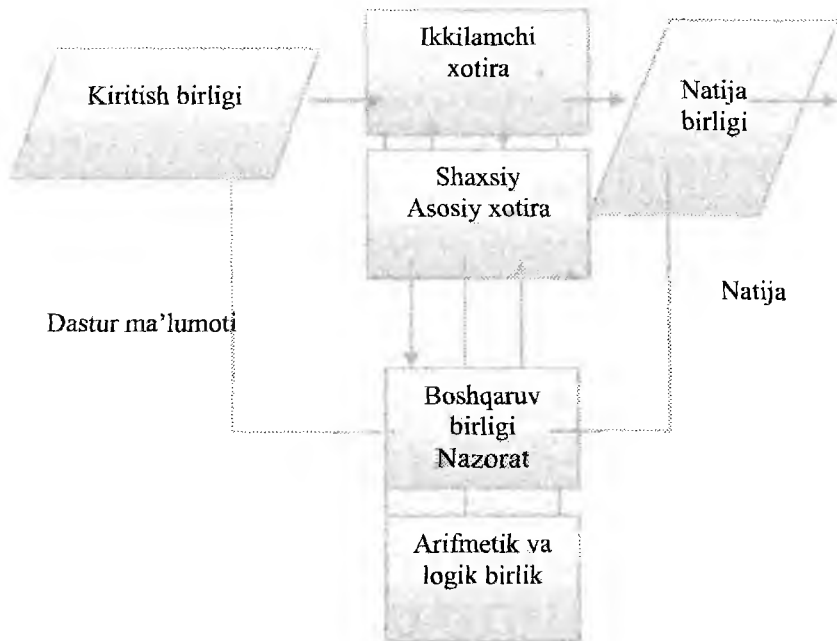 Ikkilamchi
xotira
Kiritish birligi
Natija
birligi
Shaxsiy
Asosiy xotira
Natija
Dastur ma’lumoti
Boshqaruv
birligi
Nazorat
Arifmetik va
logik birlik